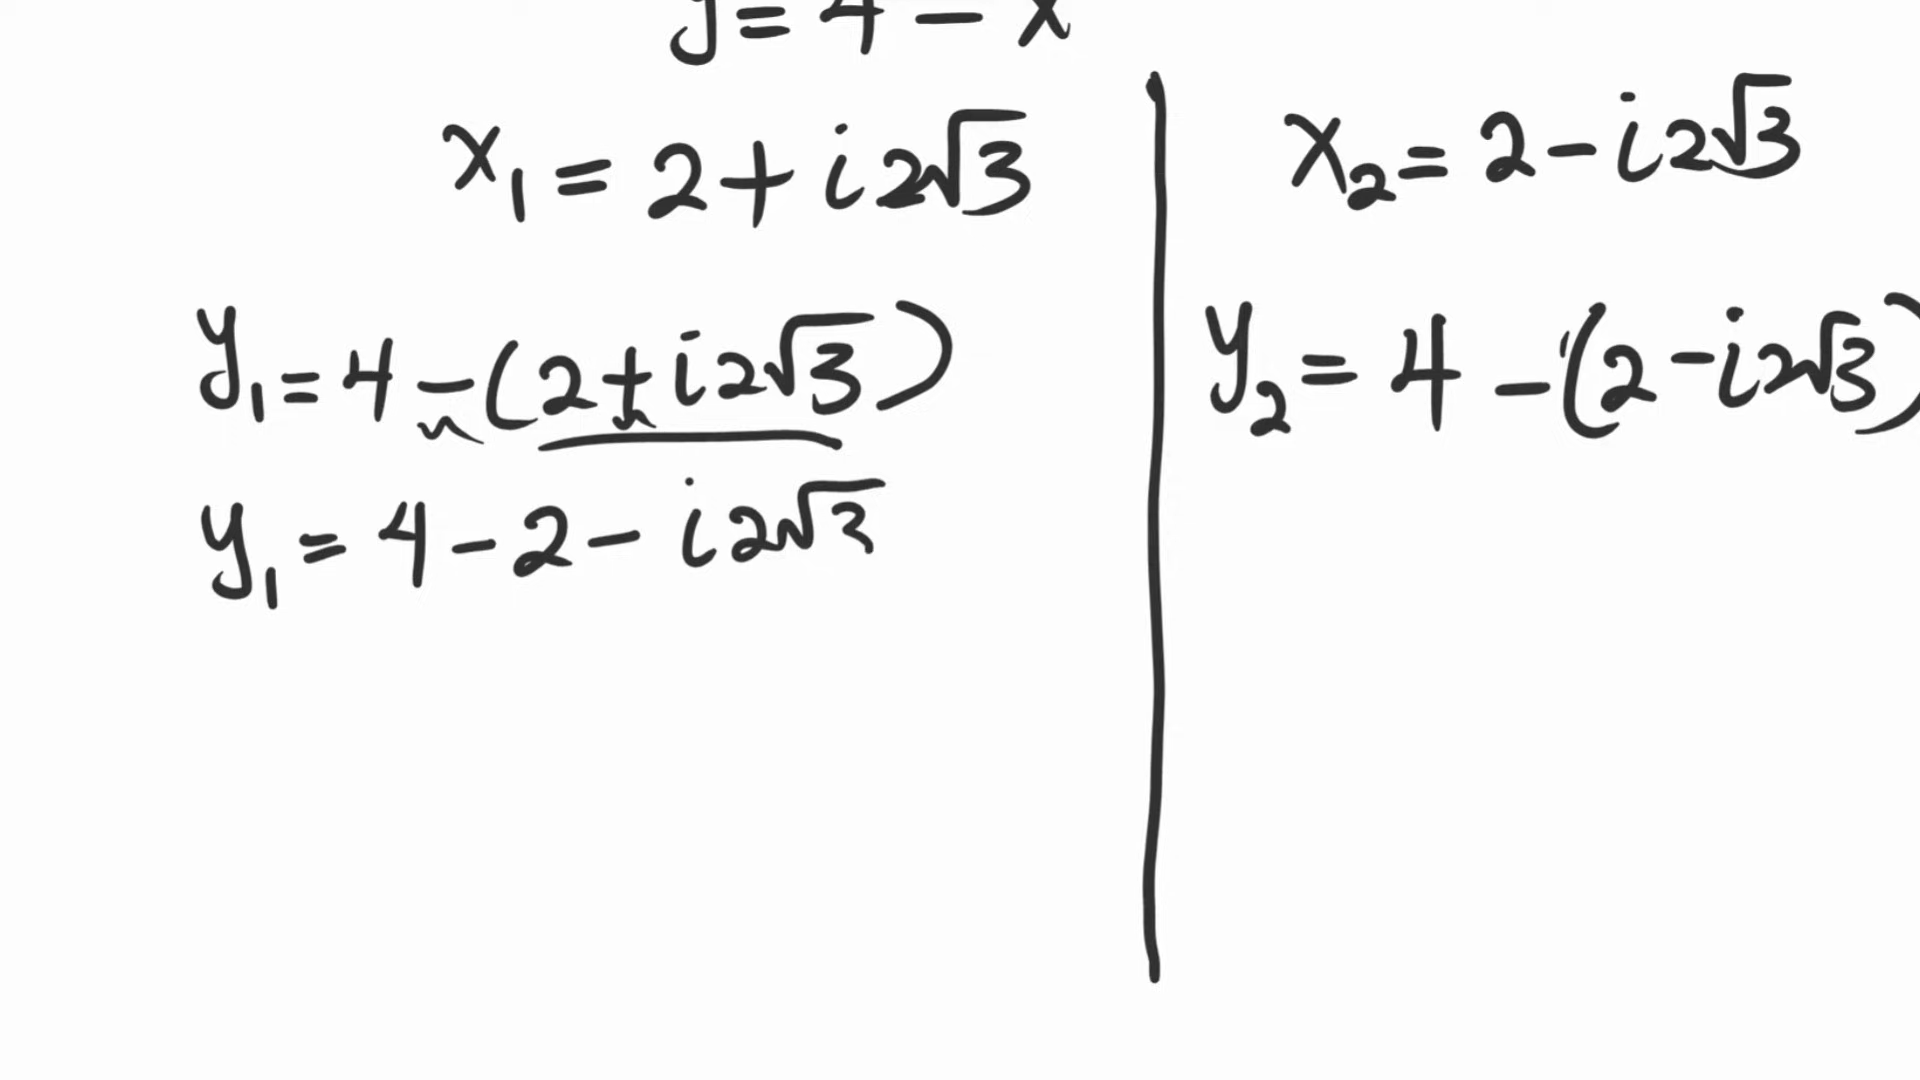 y = 4 - x
x₁ = 2 + i2√3
y₁ = 4 - (2 + i2√3)
y₁ = 4 - 2 - i2√3
x₂ = 2 - i2√3
y₂ = 4 - (2 - i2√3)